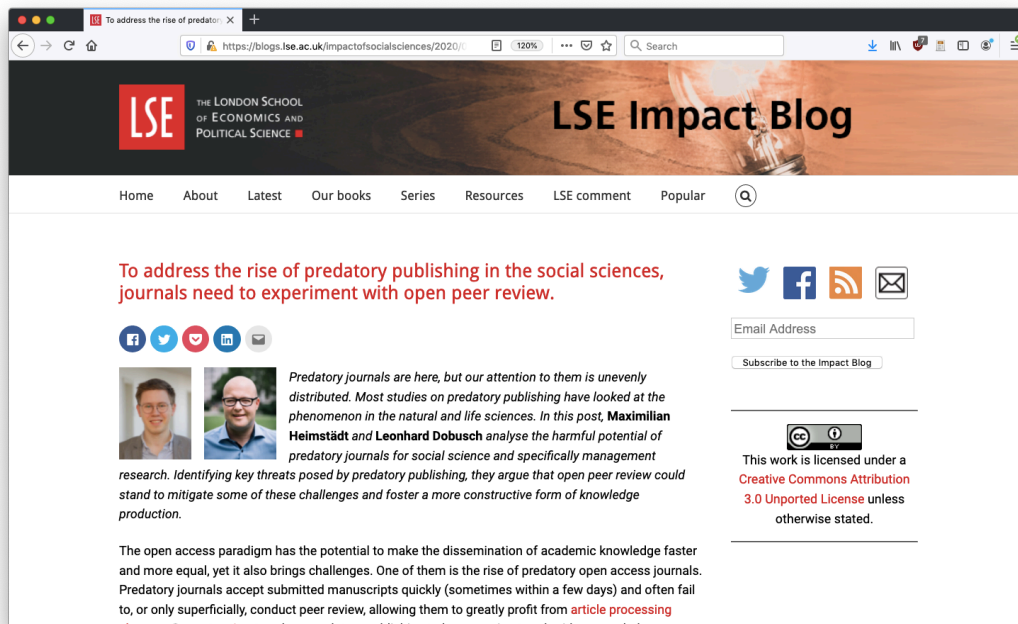 To address the rise of predatory
https://blogs.lse.ac.uk/impactofsocialsciences/2020/0
120%
Search
7
LSE
THE LONDON SCHOOL
OF ECONOMICS AND
POLITICAL SCIENCE
LSE Impact Blog
Home About Latest Our books Series Resources LSE comment Popular
To address the rise of predatory publishing in the social sciences,
journals need to experiment with open peer review.
Predatory journals are here, but our attention to them is unevenly
distributed. Most studies on predatory publishing have looked at the
phenomenon in the natural and life sciences. In this post, Maximilian
Heimstädt and Leonhard Dobusch analyse the harmful potential of
predatory journals for social science and specifically management
research. Identifying key threats posed by predatory publishing, they argue that open peer review could
stand to mitigate some of these challenges and foster a more constructive form of knowledge
production.
The open access paradigm has the potential to make the dissemination of academic knowledge faster
and more equal, yet it also brings challenges. One of them is the rise of predatory open access journals.
Predatory journals accept submitted manuscripts quickly (sometimes within a few days) and often fail
to, or only superficially, conduct peer review, allowing them to greatly profit from article processing
Email Address
Subscribe to the Impact Blog
cc
BY
This work is licensed under a
Creative Commons Attribution
3.0 Unported License unless
otherwise stated.